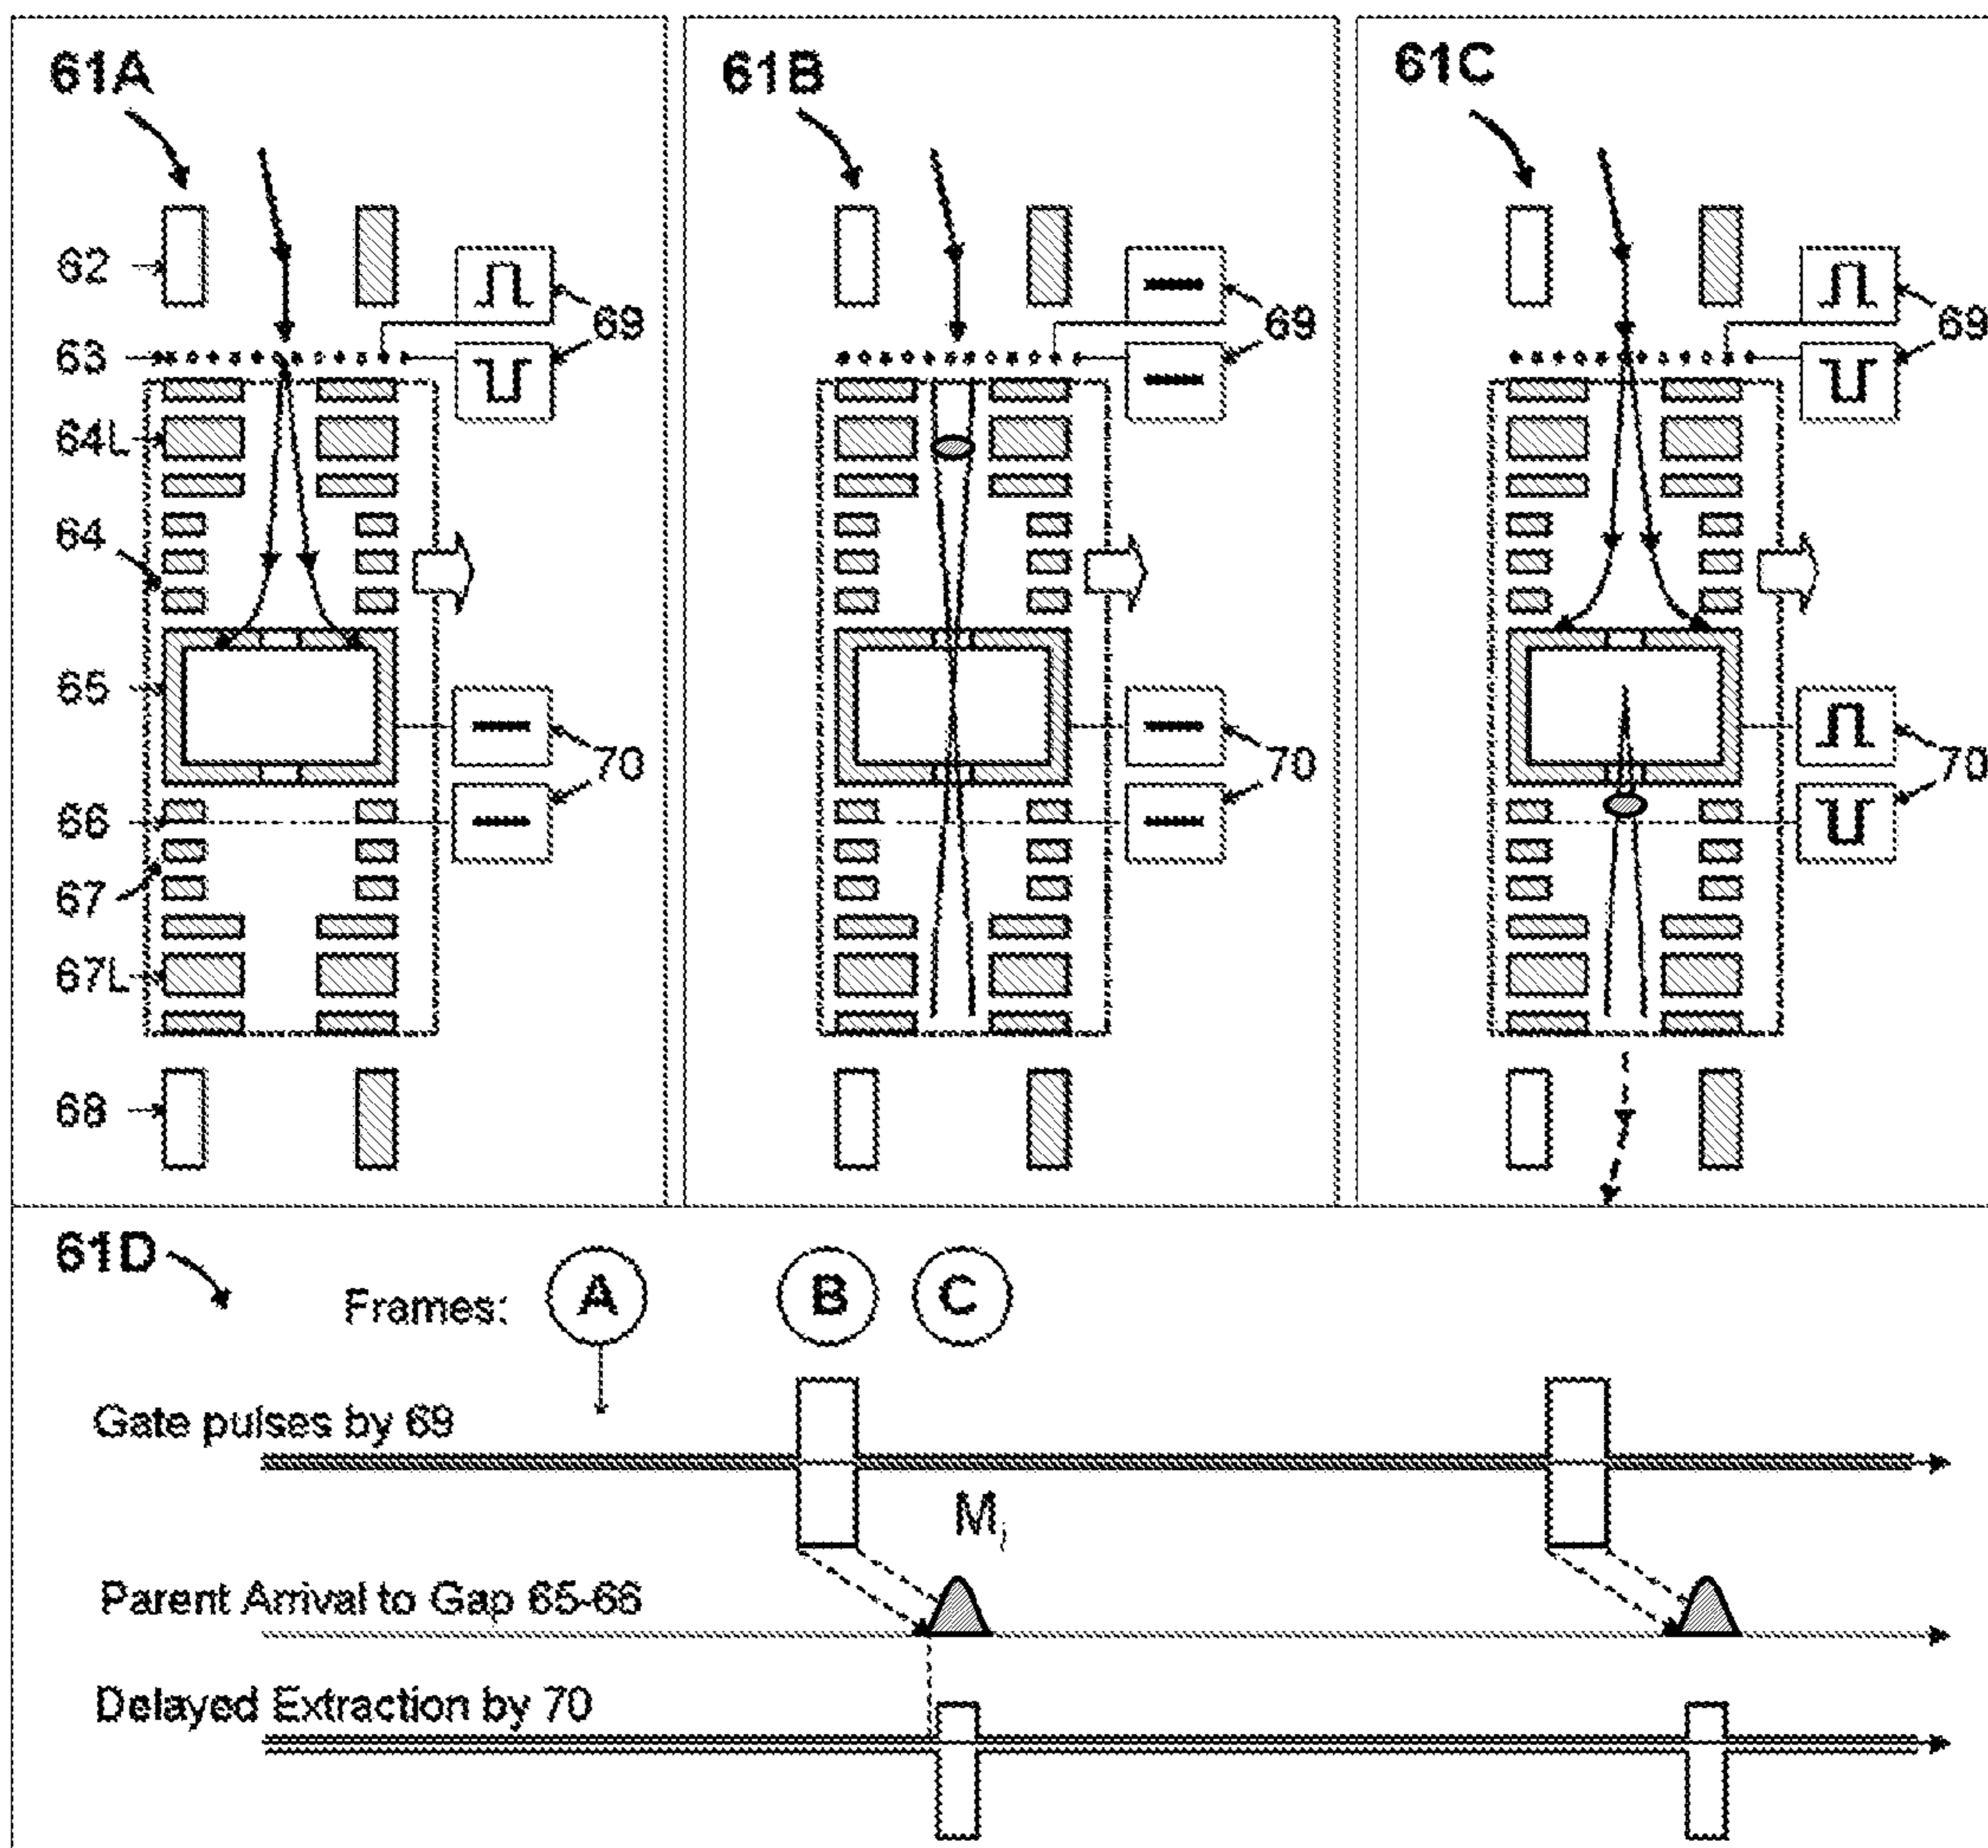 61A
61B
61C
62
69
69
69
63
64L
64
65
70
70
70
66
67
67L
68
61D
Frames:
A
B
C
Gate pulses by 69
Mj
Parent Arrival to Gap 65-66
Delayed Extraction by 70